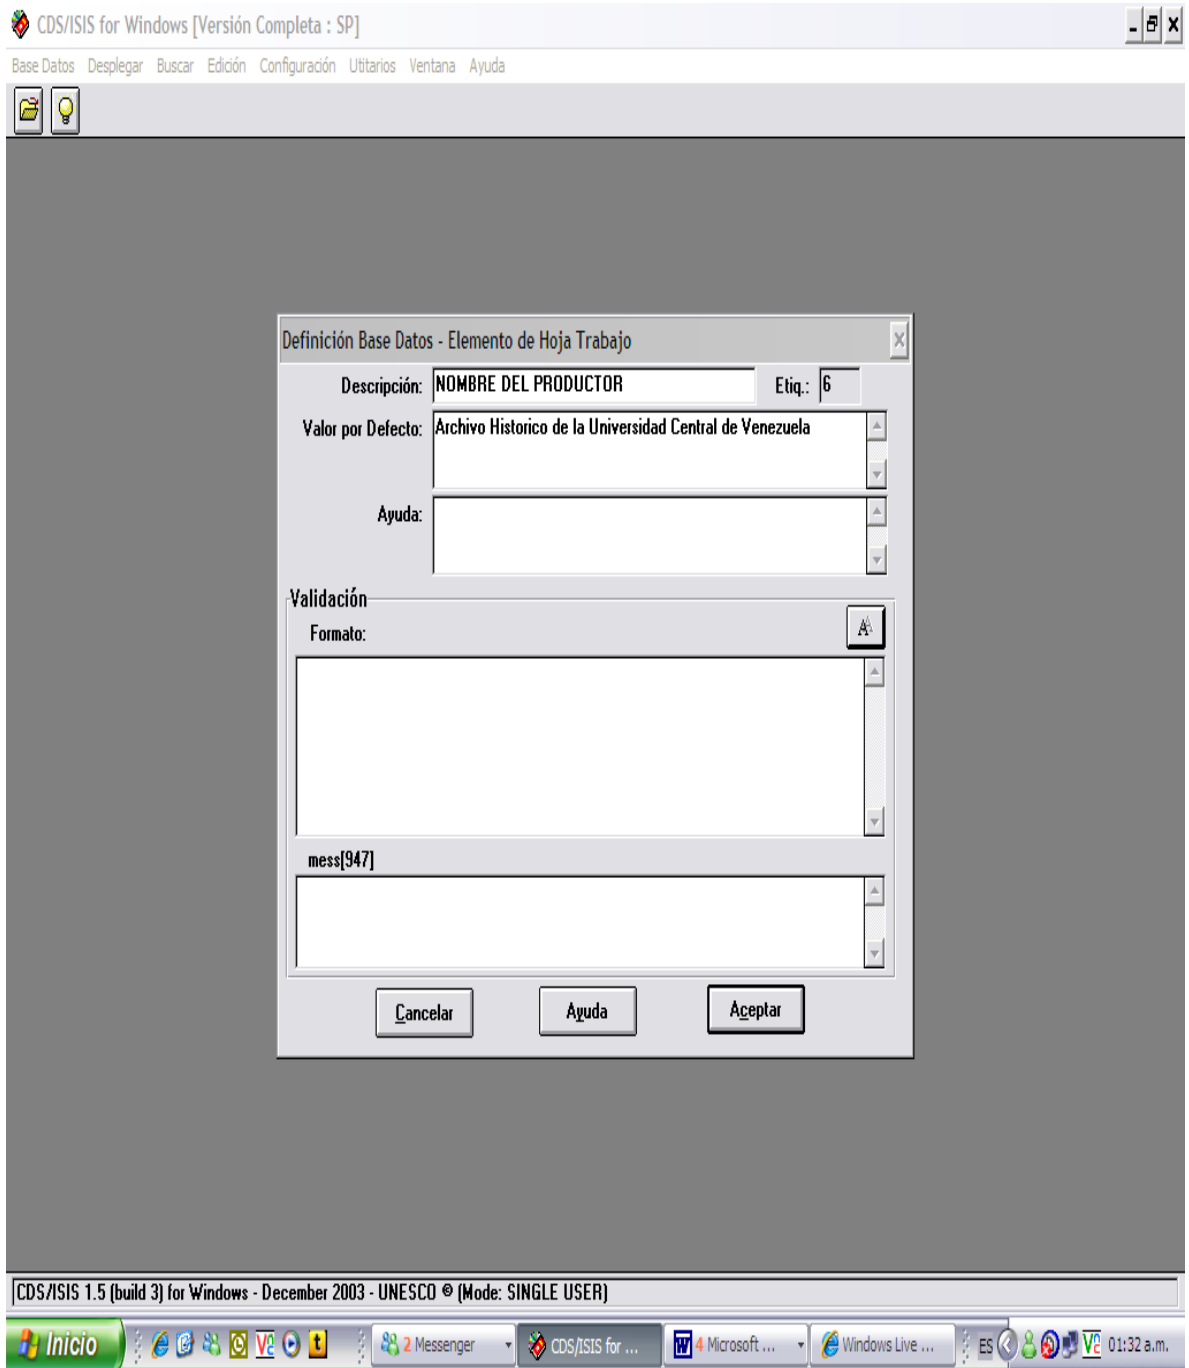 CDS/ISIS for Windows [Versión Completa : SP]
Base Datos Desplegar Buscar Edición Configuración Utitarios Ventana Ayuda
Definición Base Datos - Elemento de Hoja Trabajo
Descripción: NOMBRE DEL PRODUCTOR Etiq.: 6
Valor por Defecto: Archivo Historico de la Universidad Central de Venezuela
Ayuda:
Validación
Formato:
mess[947]
Cancelar Ayuda Aceptar
CDS/ISIS 1.5 (build 3) for Windows - December 2003 - UNESCO © (Mode: SINGLE USER)
Inicio 2 Messenger CDS/ISIS for ... 4 Microsoft ... Windows Live ... ES 01:32 a.m.